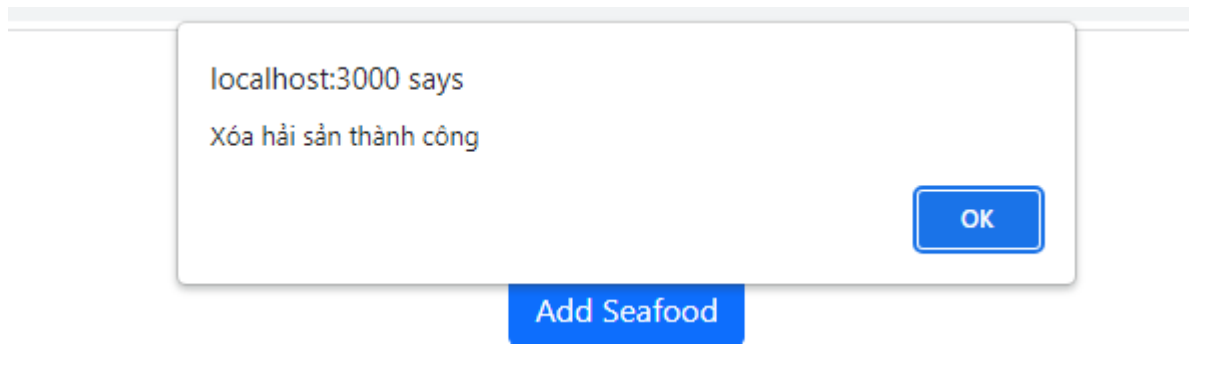 localhost:3000 says
Xóa hải sản thành công
OK
Add Seafood